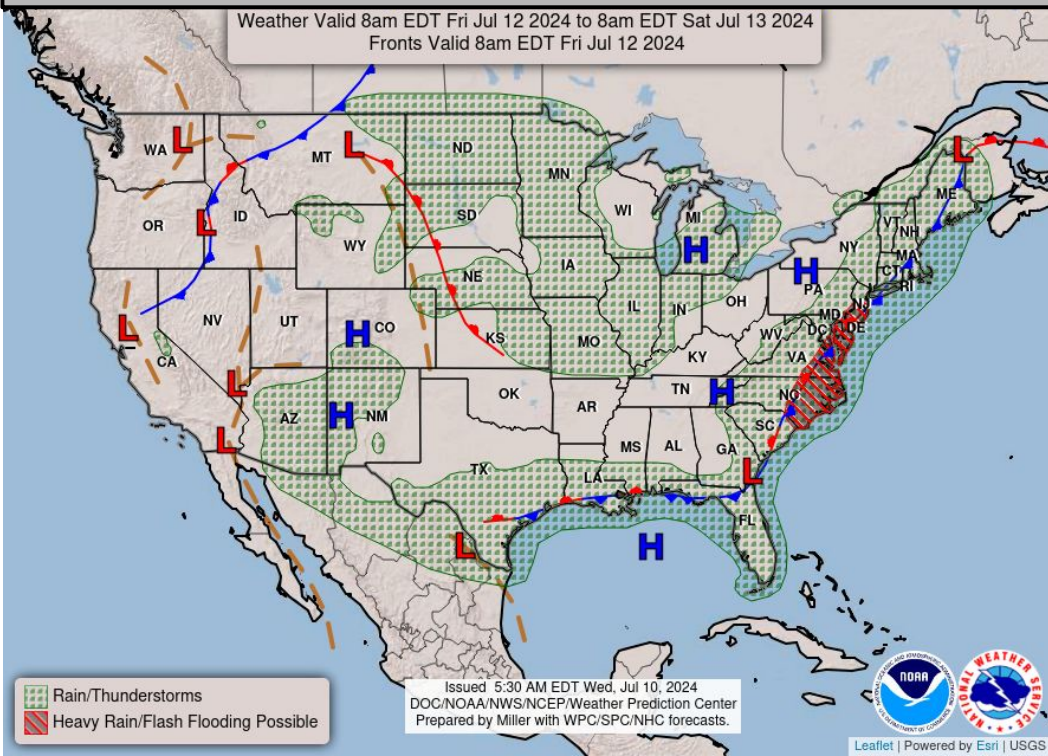 Weather Valid 8am EDT Fri Jul 12 2024 to 8am EDT Sat Jul 13 2024
Fronts Valid 8am EDT Fri Jul 12 2024
WA
L
MT
L
ND
MN
L
ME
OR
L
ID
SD
WI
MI
VT
NH
WY
H
NY
MA
CT
RI
IA
H
PA
NE
NJ
L
NV
UT
H
CO
IL
IN
OH
MD
DE
DC
WV
CA
KS
MO
KY
VA
L
AZ
H
NM
OK
AR
TN
H
NC
L
SC
MS
AL
GA
TX
LA
L
FL
L
H
Rain/Thunderstorms
Heavy Rain/Flash Flooding Possible
Issued 5:30 AM EDT Wed, Jul 10, 2024
DOC/NOAA/NWS/NCEP/Weather Prediction Center
Prepared by Miller with WPC/SPC/NHC forecasts.
NOAA
NATIONAL WEATHER SERVICE
Leaflet | Powered by Esri | USGS